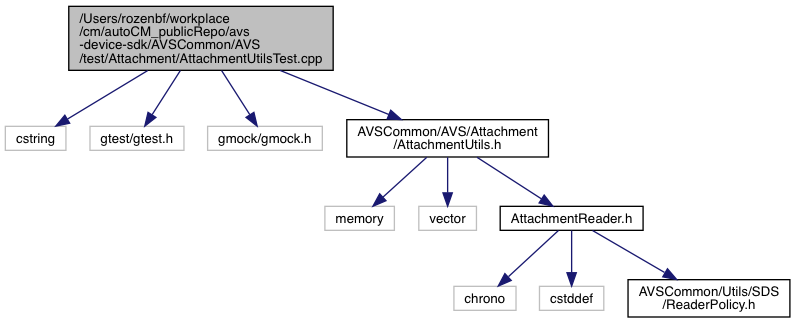 /Users/rozenbf/workplace
/cm/autoCM_publicRepo/avs
-device-sdk/AVSCommon/AVS
/test/Attachment/AttachmentUtilsTest.cpp
cstring
gtest/gtest.h
gmock/gmock.h
AVSCommon/AVS/Attachment
/AttachmentUtils.h
memory
vector
AttachmentReader.h
chrono
cstddef
AVSCommon/Utils/SDS
/ReaderPolicy.h